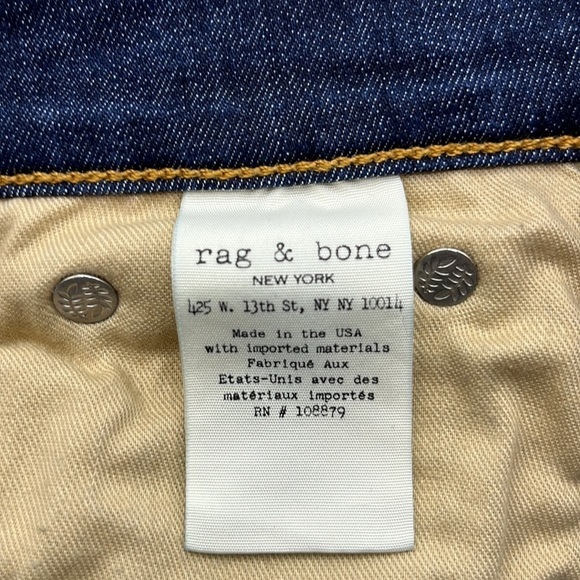 rag & bone
NEW YORK
425 W. 13th St, NY NY 10014
Made in the USA
with imported materials
Fabriqué Aux
Etats-Unis avec des
matériaux importés
RN # 108879